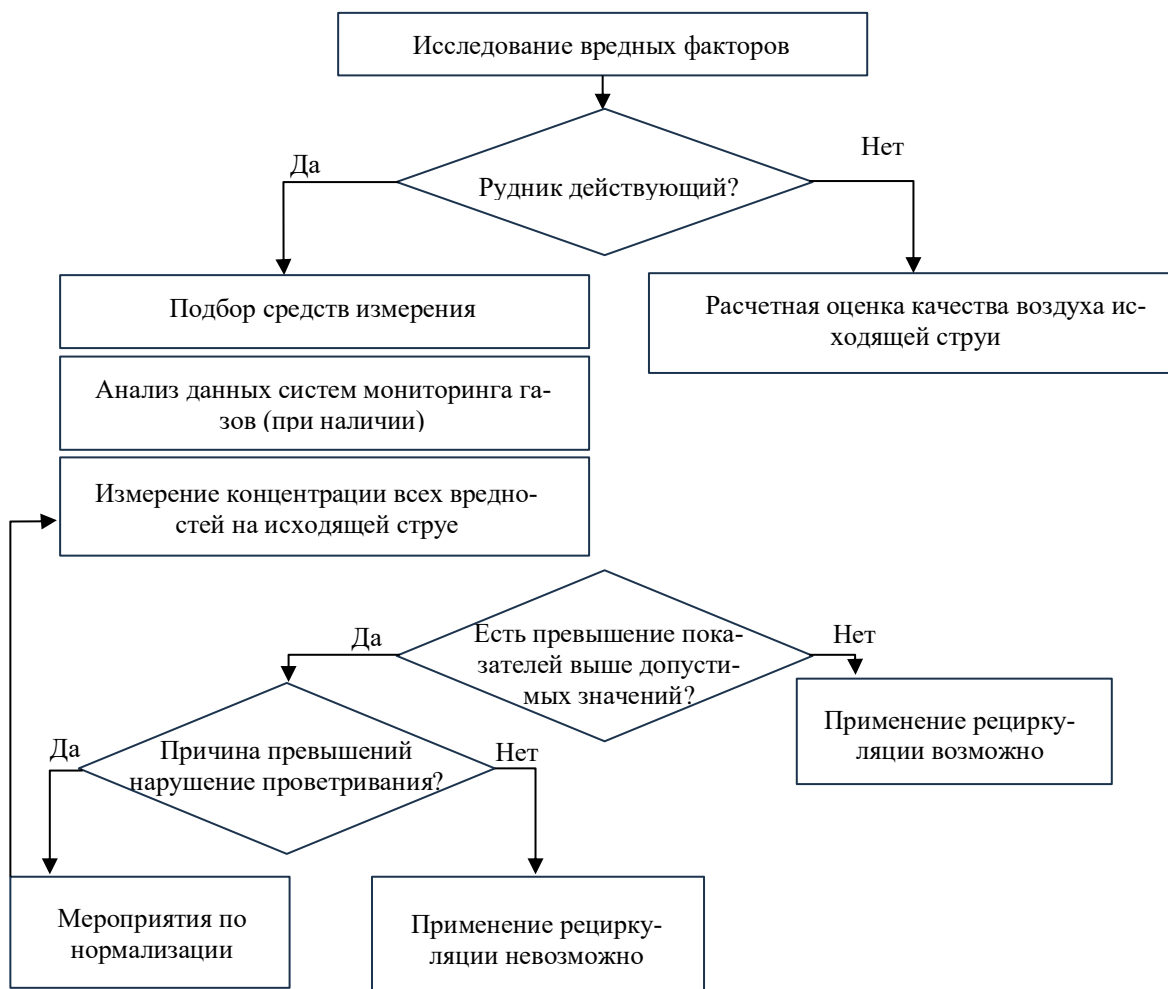 Исследование вредных факторов
Да
Нет
Рудник действующий?
Подбор средств измерения
Расчетная оценка качества воздуха ис-
ходящей струи
Анализ данных систем мониторинга га-
зов (при наличии)
Измерение концентрации всех вредно-
стей на исходящей струе
Да
Есть превышение пока-
зателей выше допусти-
мых значений?
Нет
Применение рецирку-
ляции возможно
Да
Причина превышений
нарушение проветривания?
Нет
Мероприятия по
нормализации
Применение рецирку-
ляции невозможно